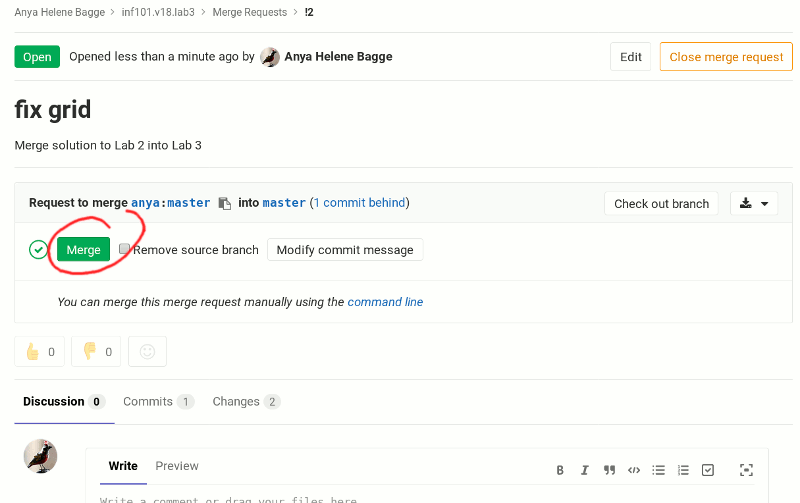 Anya Helene Bagge > inf101.v18.lab3 > Merge Requests > !2
Open Opened less than a minute ago by Anya Helene Bagge Edit Close merge request
fix grid
Merge solution to Lab 2 into Lab 3
Request to merge anya:master into master (1 commit behind) Check out branch
Merge Remove source branch Modify commit message
You can merge this merge request manually using the command line
0 0
Discussion 0 Commits 1 Changes 2
Write Preview B I
Write a comment or drag your files here